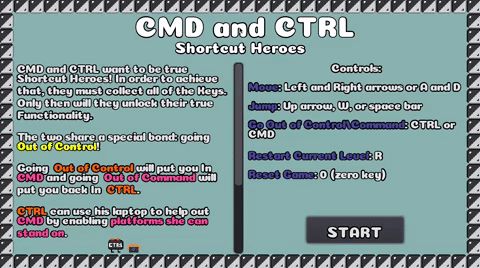 CMD and CTRL
Shortcut Heroes
CMD and CTRL want to be true
Shortcut Heroes! In order to achieve
that, they must collect all of the Keys.
Only then will they unlock their true
Functionality.
The two share a special bond: going
Out of Control!
Going Out of Control will put you In
CMD and going Out of Command will
put you back In CTRL.
CTRL can use his laptop to help out
CMD by enabling platforms she can
stand on.
CTRL
Controls:
Move: Left and Right arrows or A and D
Jump: Up arrow, W, or space bar
Go Out of Control\Command: CTRL or
CMD
Restart Current Level: R
Reset Game: 0 (zero key)
START